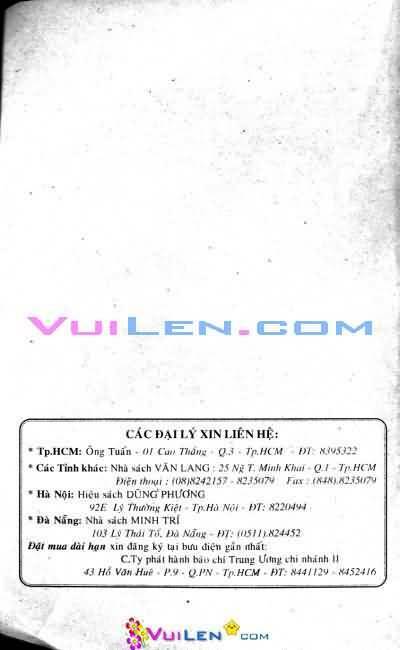 VuiLen.com
CÁC ĐẠI LÝ XIN LIÊN HỆ:
* Tp.HCM: Ông Tuấn - 01 Cao Thắng - Q.3 - Tp.HCM - ĐT: 8395322
* Các Tỉnh khác: Nhà sách VĂN LANG : 25 Ng T. Minh Khai - Q.1 - Tp.HCM
Điện thoại : (08)8242157 - 8235079 Fax : (848).8235079
* Hà Nội: Hiệu sách DŨNG PHƯƠNG
92E Lý Thường Kiệt - Tp.Hà Nội - ĐT: 8220494
* Đà Nẵng: Nhà sách MINH TRÍ
103 Lý Thái Tổ, Đà Nẵng - ĐT: (0511).824452
Đặt mua dài hạn xin đăng ký tại bưu điện gần nhất:
C.Ty phát hành báo chí Trung Ương chi nhánh II
43 Hồ Văn Huê - P.9 - Q.PN - Tp.HCM - ĐT: 8441129 - 8452416
VuiLen.com